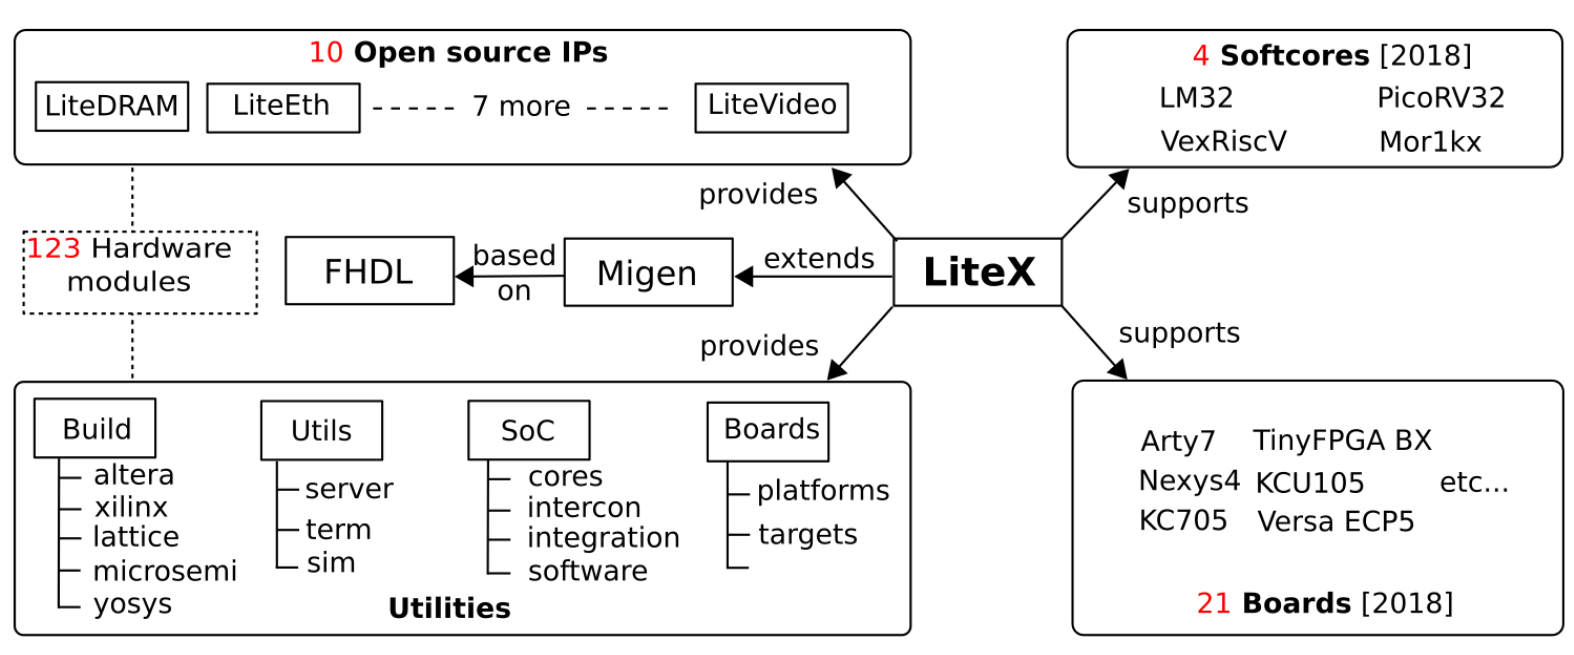 10 Open source IPs
LiteDRAM
LiteEth
7 more
LiteVideo
4 Softcores [2018]
LM32
PicoRV32
VexRiscV
Mor1kx
provides
supports
123 Hardware
modules
FHDL
based
on
Migen
extends
LiteX
provides
supports
Build
altera
xilinx
lattice
microsemi
yosys
Utils
server
term
sim
SoC
cores
intercon
integration
software
Boards
platforms
targets
Utilities
Arty7 TinyFPGA BX
Nexys4 KCU105 etc...
KC705 Versa ECP5
21 Boards [2018]